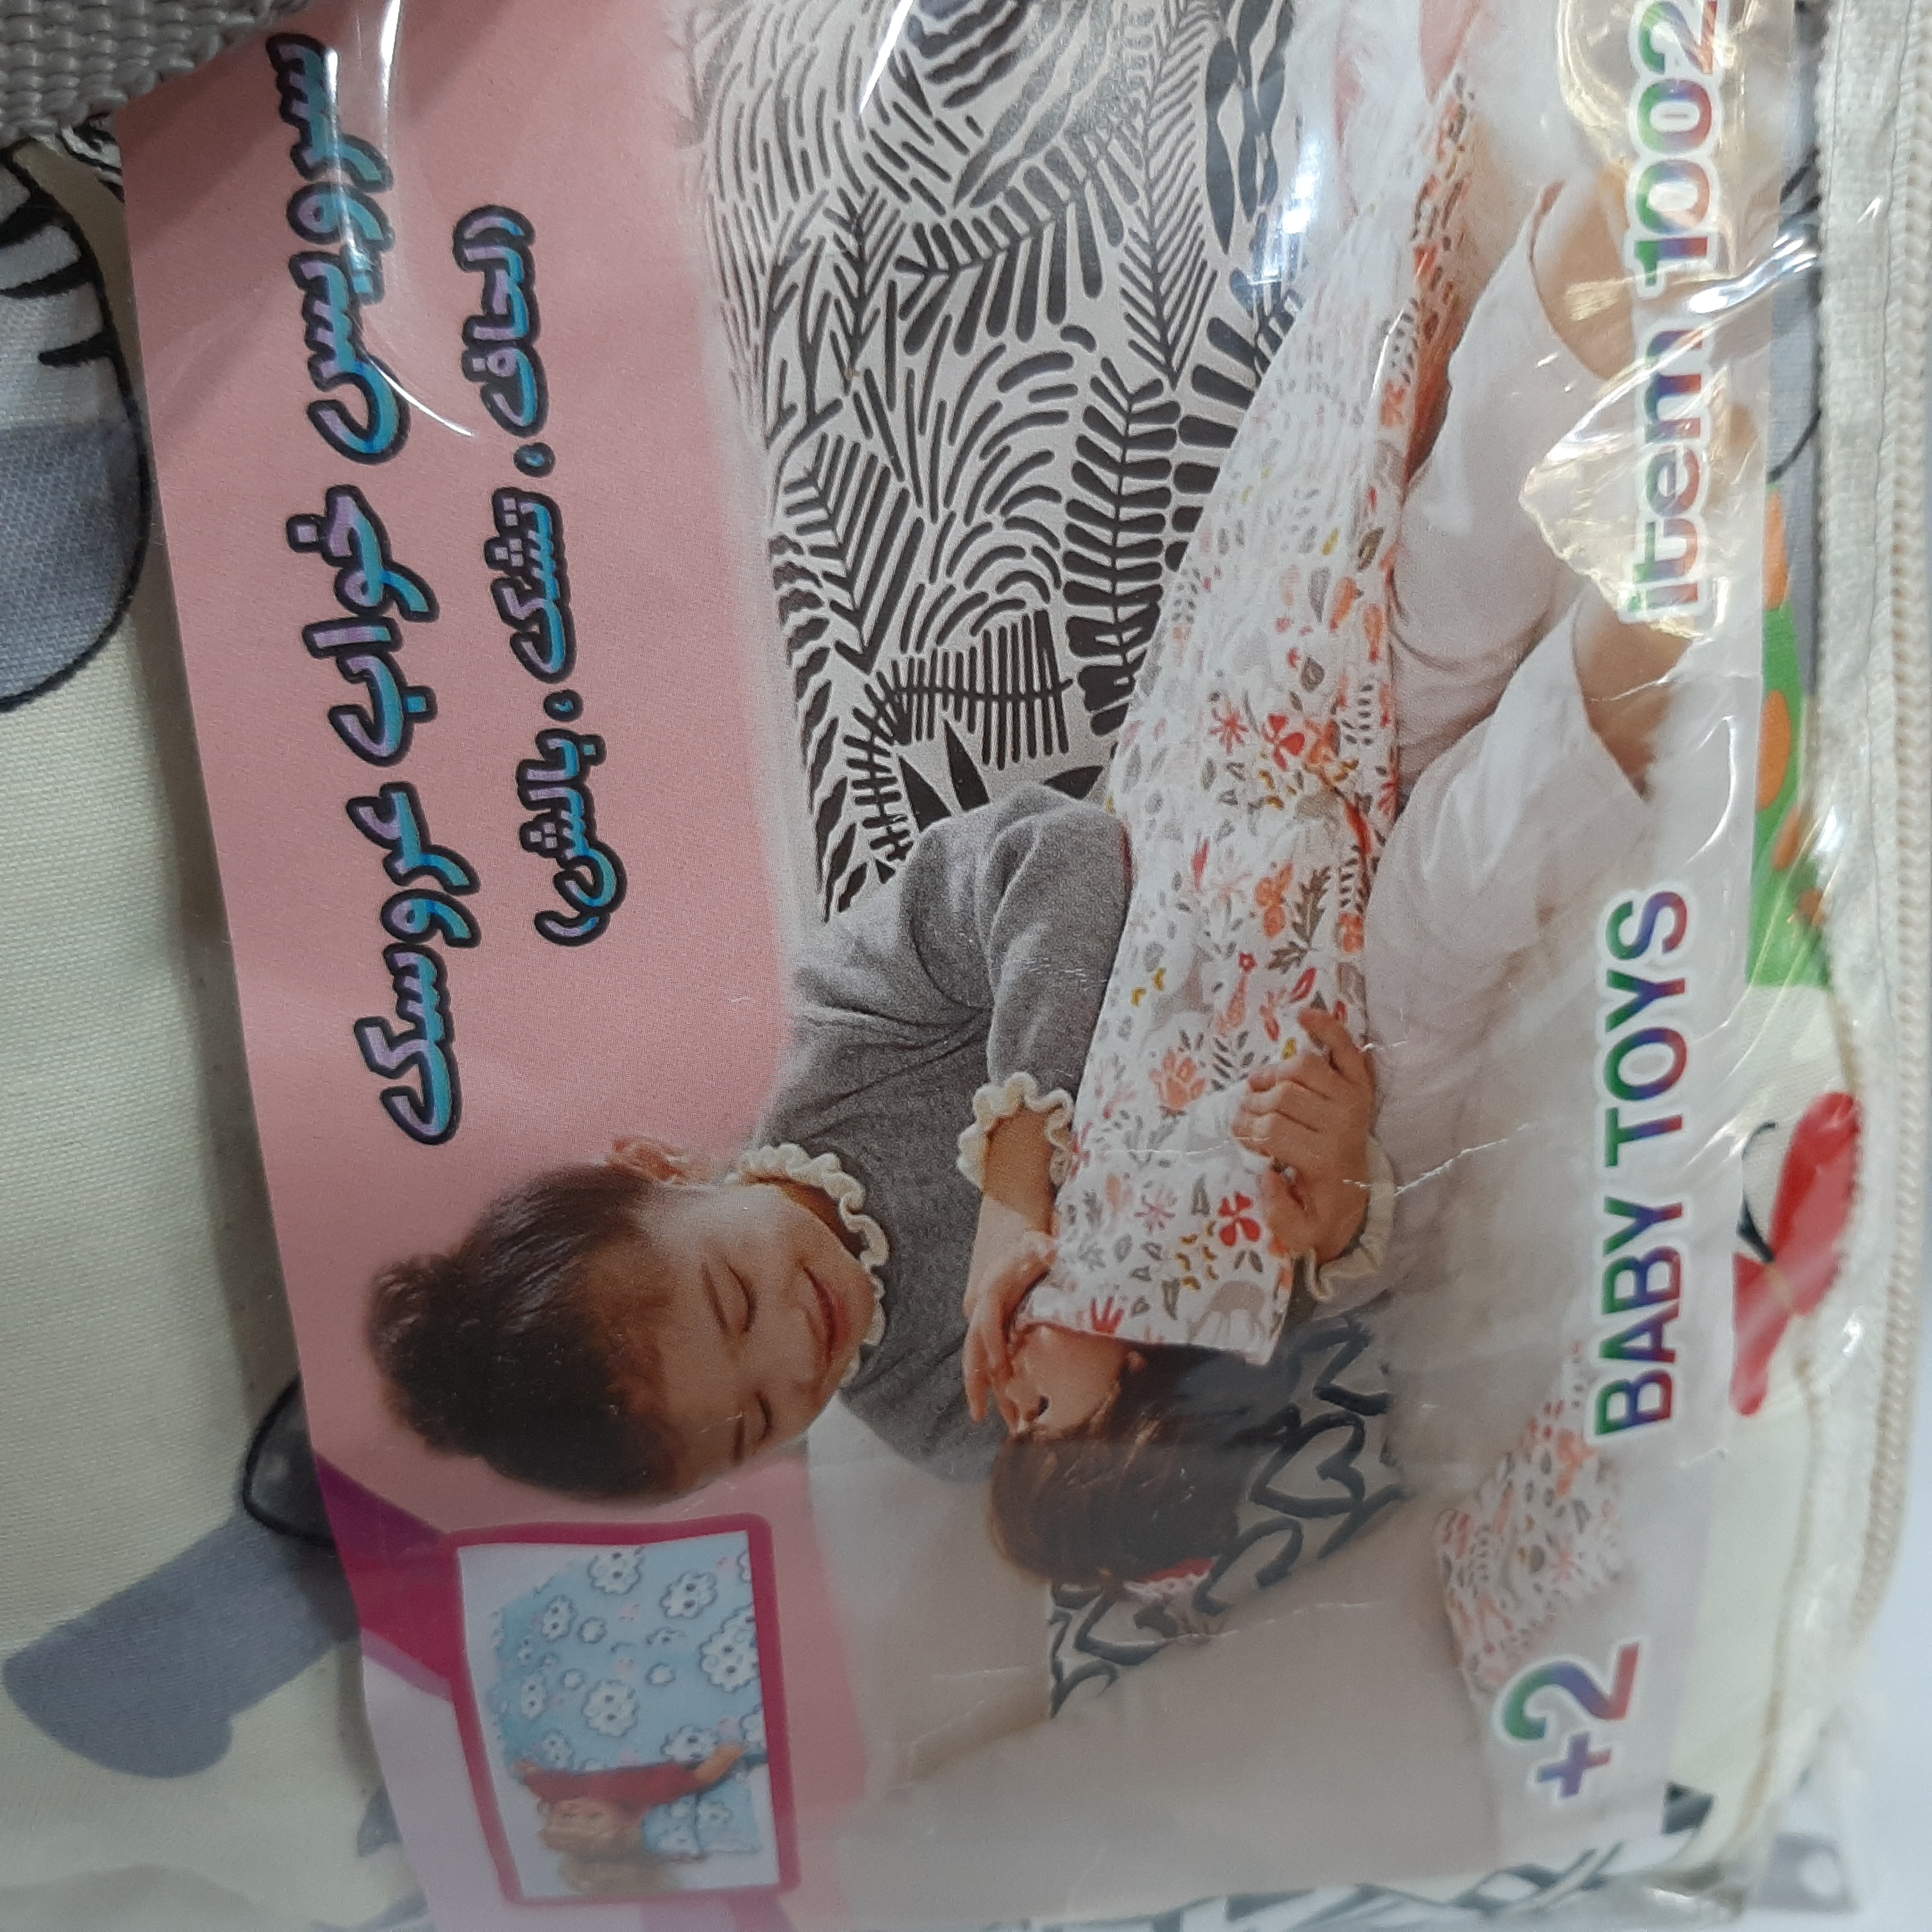 سرویس خواب عروسک
(لحاف ، تشک ، بالش)
BABY TOYS
item 1002
+2